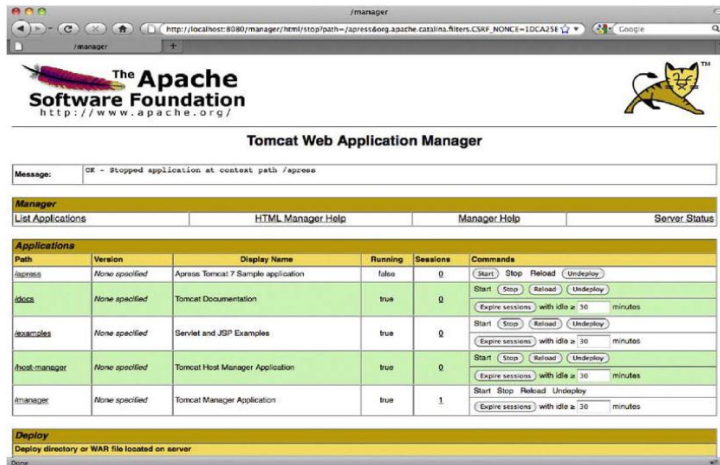 /manager
http://localhost:8080/manager/html/stop?path=/apress&org.apache.catalina.filters.CSRF_NONCE=1DCA25E
Google
/manager
+
The Apache
Software Foundation
http://www.apache.org/
TM
Tomcat Web Application Manager
Message: OK - Stopped application at context path /apress
Manager
List Applications HTML Manager Help Manager Help Server Status
Applications
Path Version Display Name Running Sessions Commands
/apress None specified Apress Tomcat 7 Sample application false 0 Start Stop Reload Undeploy
/docs None specified Tomcat Documentation true 0 Start Stop Reload Undeploy
Expire sessions with idle ≥ 30 minutes
/examples None specified Servlet and JSP Examples true 0 Start Stop Reload Undeploy
Expire sessions with idle ≥ 30 minutes
/host-manager None specified Tomcat Host Manager Application true 0 Start Stop Reload Undeploy
Expire sessions with idle ≥ 30 minutes
/manager None specified Tomcat Manager Application true 1 Start Stop Reload Undeploy
Expire sessions with idle ≥ 30 minutes
Deploy
Deploy directory or WAR file located on server
Done